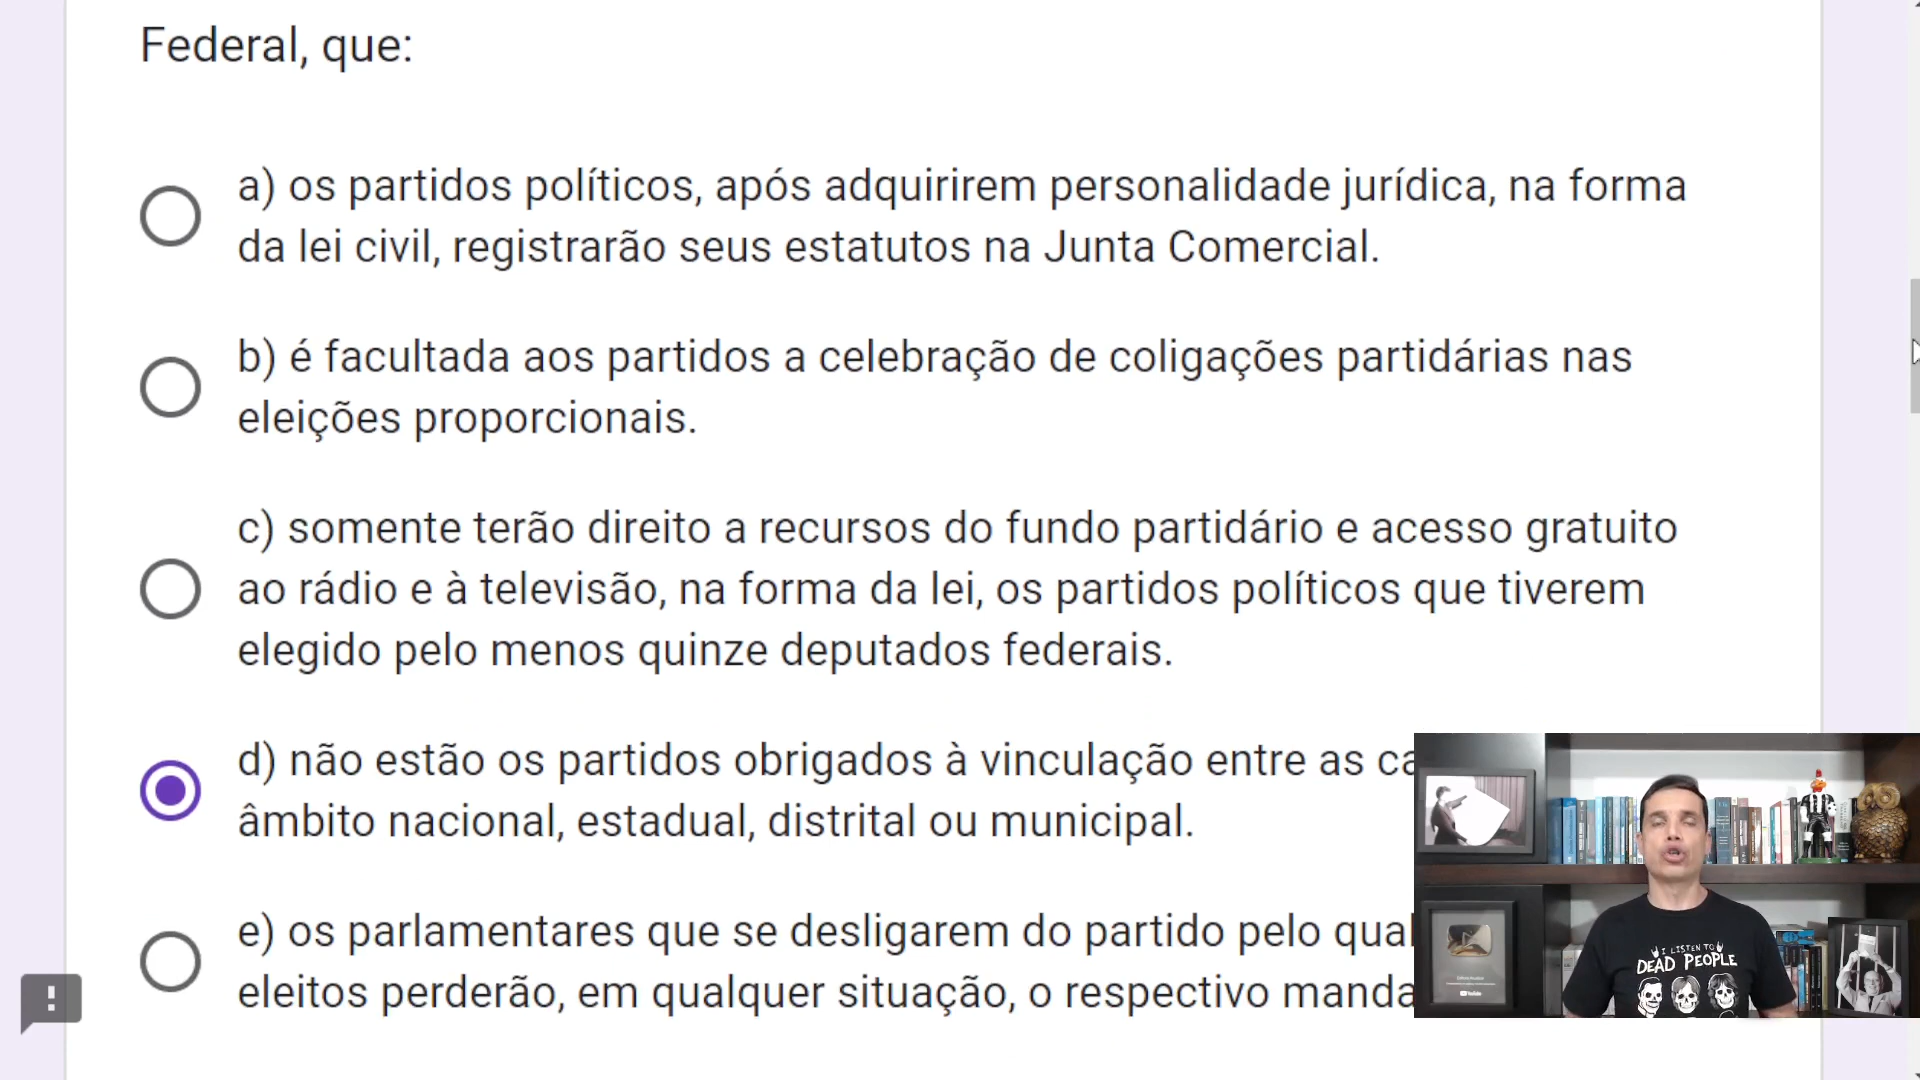 Federal, que:
a) os partidos políticos, após adquirirem personalidade jurídica, na forma
da lei civil, registrarão seus estatutos na Junta Comercial.
b) é facultada aos partidos a celebração de coligações partidárias nas
eleições proporcionais.
c) somente terão direito a recursos do fundo partidário e acesso gratuito
ao rádio e à televisão, na forma da lei, os partidos políticos que tiverem
elegido pelo menos quinze deputados federais.
d) não estão os partidos obrigados à vinculação entre as ca
âmbito nacional, estadual, distrital ou municipal.
e) os parlamentares que se desligarem do partido pelo qual
eleitos perderão, em qualquer situação, o respectivo manda
I LISTEN TO
DEAD PEOPLE
YouTube